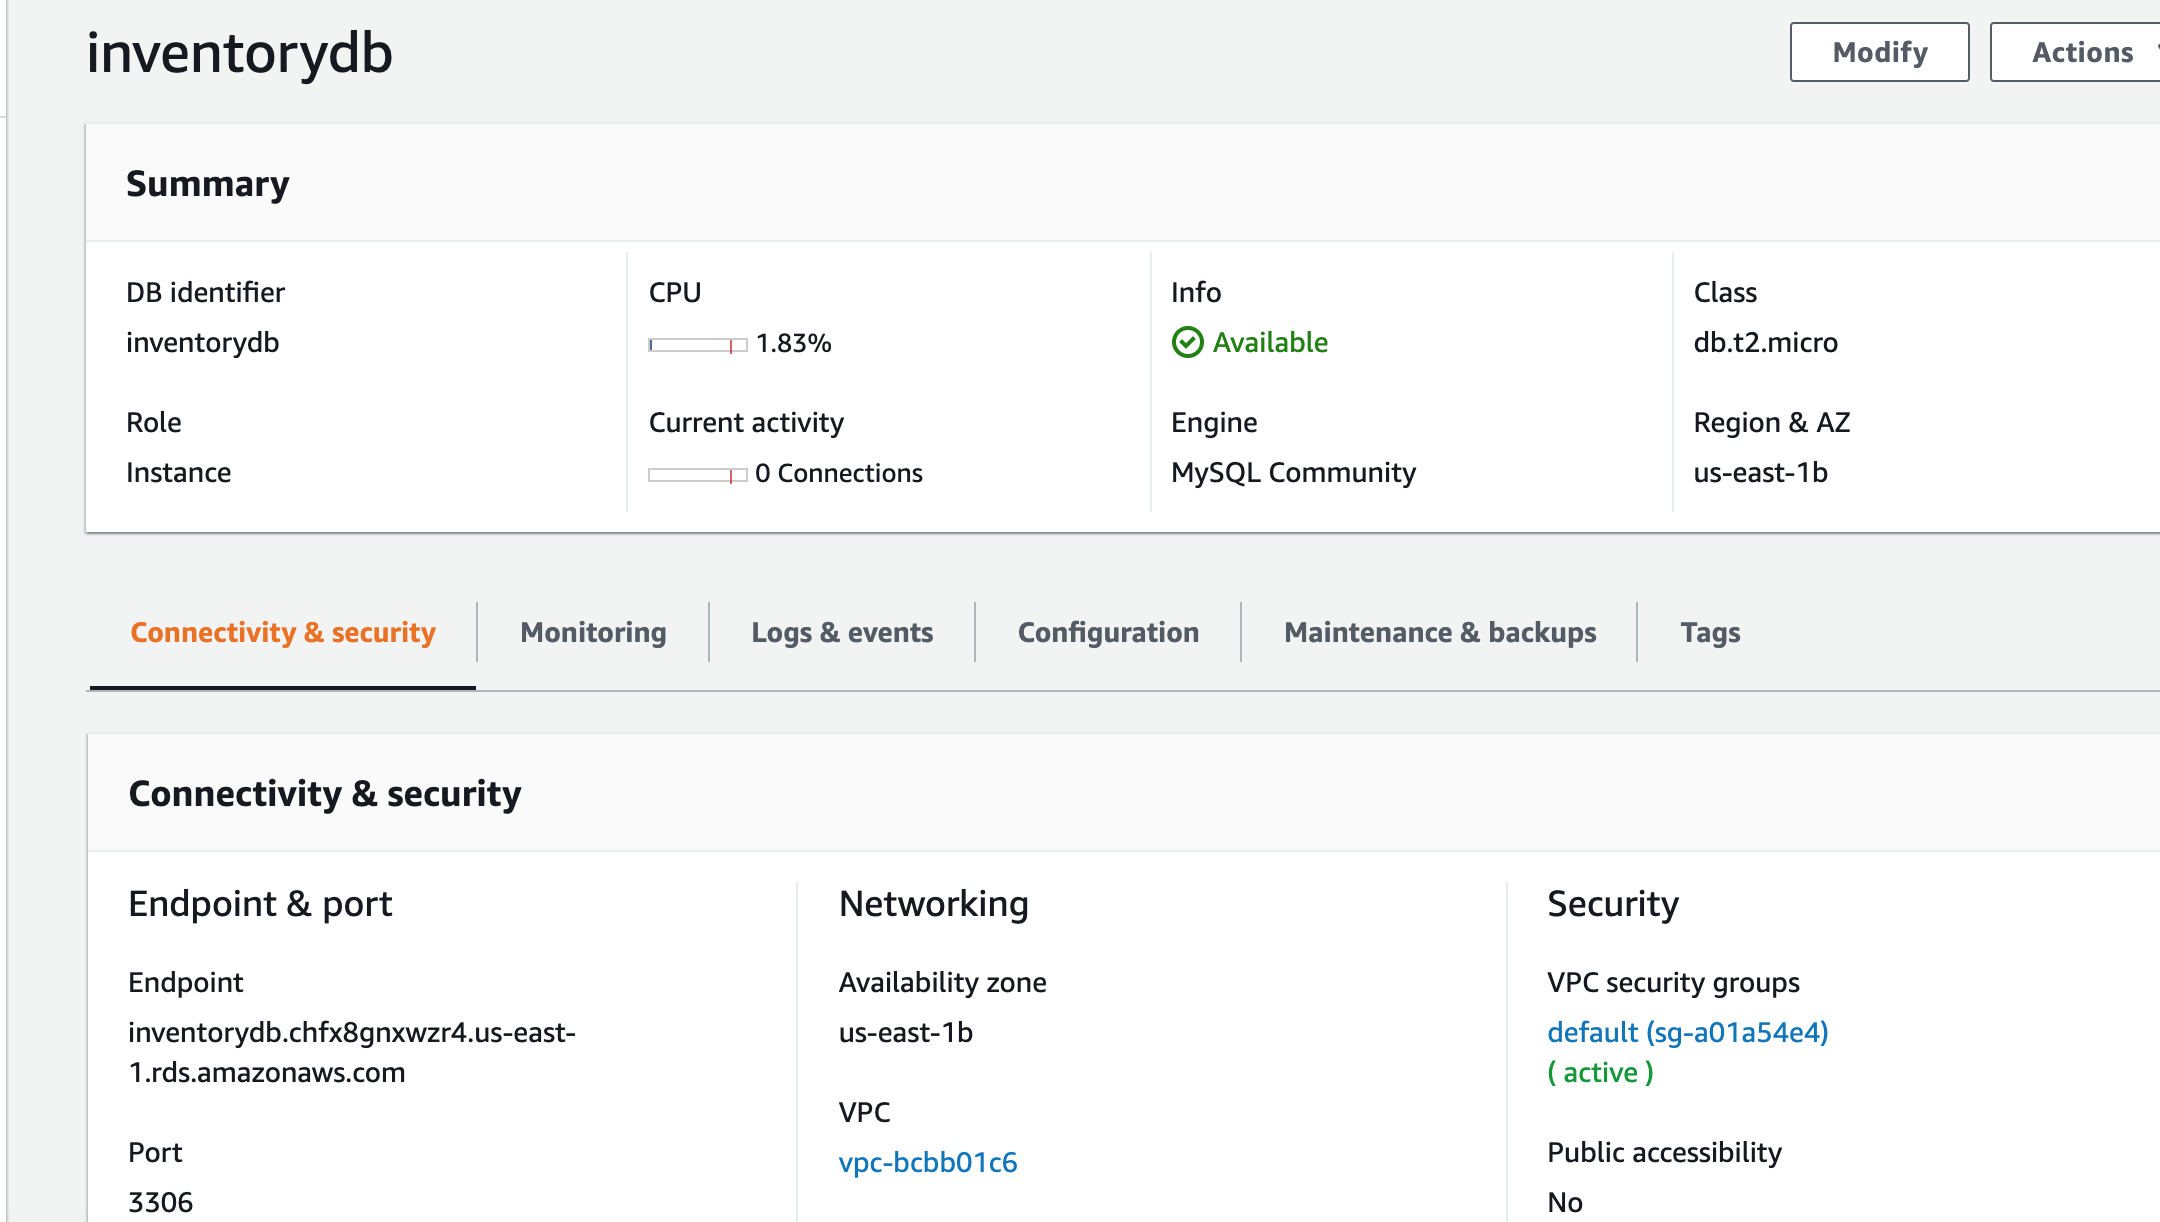 inventorydb
Modify
Actions
Summary
DB identifier
inventorydb
CPU
1.83%
Info
Available
Class
db.t2.micro
Role
Instance
Current activity
0 Connections
Engine
MySQL Community
Region & AZ
us-east-1b
Connectivity & security
Monitoring
Logs & events
Configuration
Maintenance & backups
Tags
Connectivity & security
Endpoint & port
Endpoint
inventorydb.chfx8gnxwzr4.us-east-
1.rds.amazonaws.com
Port
3306
Networking
Availability zone
us-east-1b
VPC
vpc-bcbb01c6
Security
VPC security groups
default (sg-a01a54e4)
( active )
Public accessibility
No